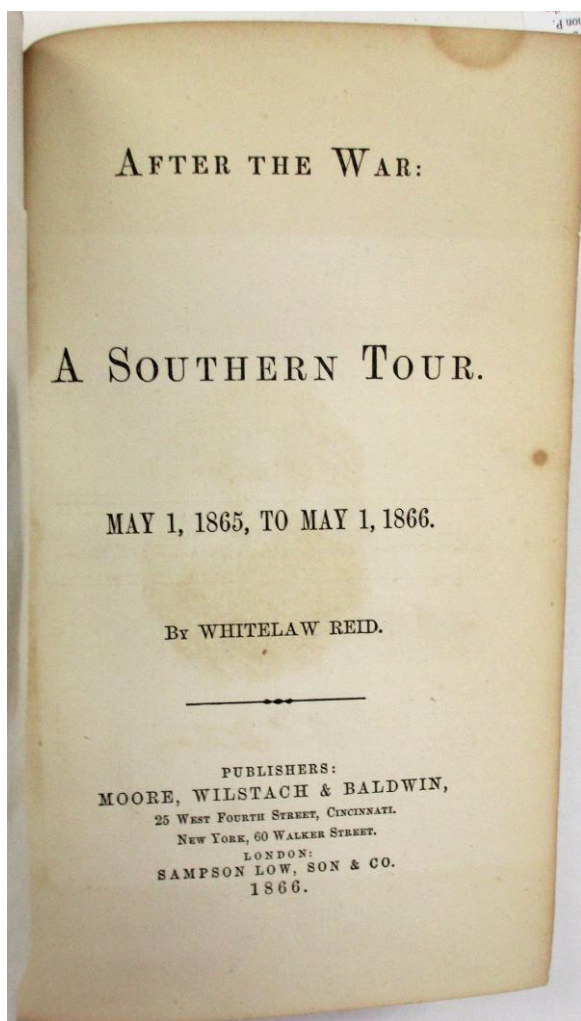 AFTER THE WAR:
A SOUTHERN TOUR.
MAY 1, 1865, TO MAY 1, 1866.
BY WHITELAW REID.
PUBLISHERS:
MOORE, WILSTACH & BALDWIN,
25 WEST FOURTH STREET, CINCINNATI.
NEW YORK, 60 WALKER STREET.
LONDON:
SAMPSON LOW, SON & CO.
1866.